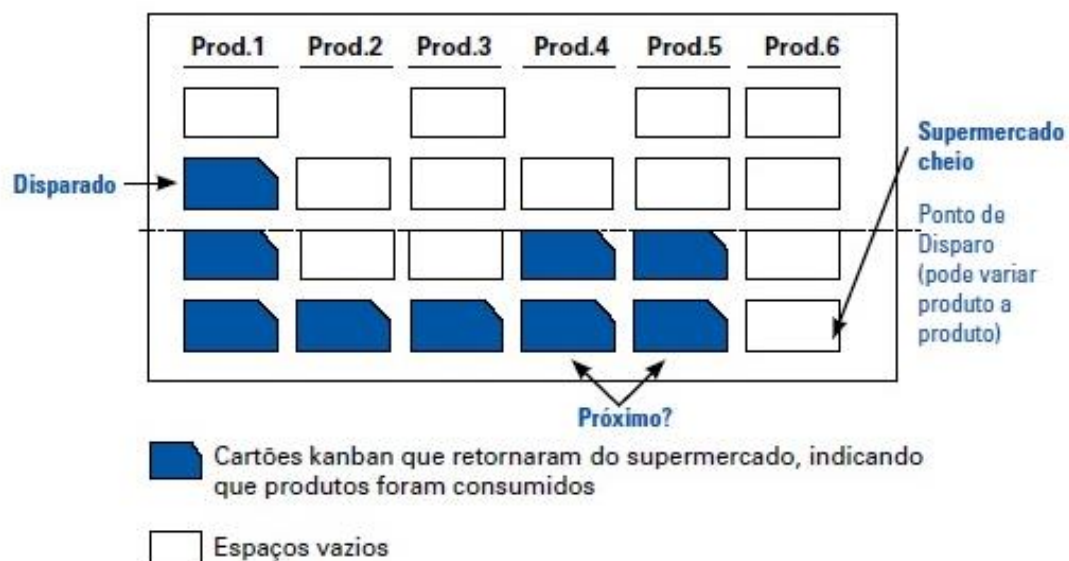 Prod.1 Prod.2 Prod.3 Prod.4 Prod.5 Prod.6
Disparado
Supermercado
cheio
Ponto de
Disparo
(pode variar
produto a
produto)
Próximo?
Cartões kanban que retornaram do supermercado, indicando
que produtos foram consumidos
Espaços vazios